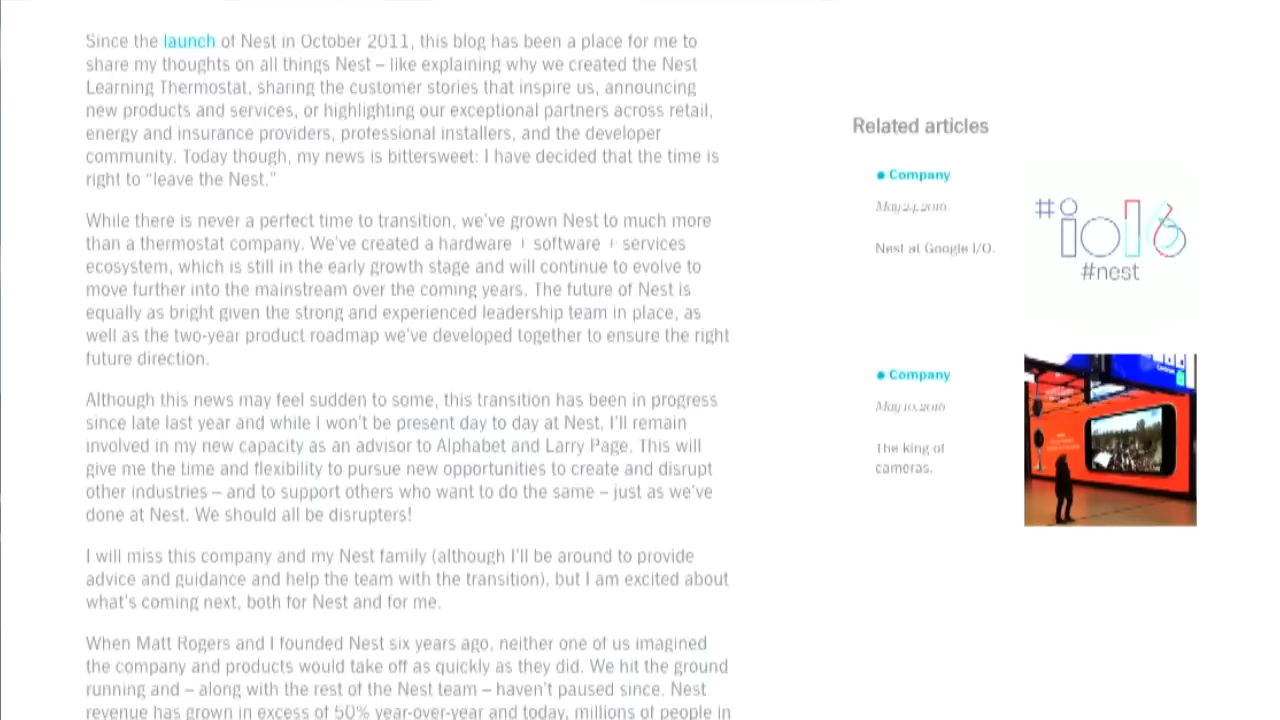 Since the launch of Nest in October 2011, this blog has been a place for me to
share my thoughts on all things Nest – like explaining why we created the Nest
Learning Thermostat, sharing the customer stories that inspire us, announcing
new products and services, or highlighting our exceptional partners across retail,
energy and insurance providers, professional installers, and the developer
community. Today though, my news is bittersweet: I have decided that the time is
right to “leave the Nest.”
While there is never a perfect time to transition, we've grown Nest to much more
than a thermostat company. We've created a hardware + software + services
ecosystem, which is still in the early growth stage and will continue to evolve to
move further into the mainstream over the coming years. The future of Nest is
equally as bright given the strong and experienced leadership team in place, as
well as the two-year product roadmap we've developed together to ensure the right
future direction.
Although this news may feel sudden to some, this transition has been in progress
since late last year and while I won't be present day to day at Nest, I'll remain
involved in my new capacity as an advisor to Alphabet and Larry Page. This will
give me the time and flexibility to pursue new opportunities to create and disrupt
other industries – and to support others who want to do the same – just as we've
done at Nest. We should all be disrupters!
I will miss this company and my Nest family (although I'll be around to provide
advice and guidance and help the team with the transition), but I am excited about
what's coming next, both for Nest and for me.
When Matt Rogers and I founded Nest six years ago, neither one of us imagined
the company and products would take off as quickly as they did. We hit the ground
running and – along with the rest of the Nest team – haven't paused since. Nest
revenue has grown in excess of 50% year-over-year and today, millions of people in
Related articles
Company
May 24, 2016
Nest at Google I/O.
#io16
#nest
Company
May 10, 2016
The king of
cameras.